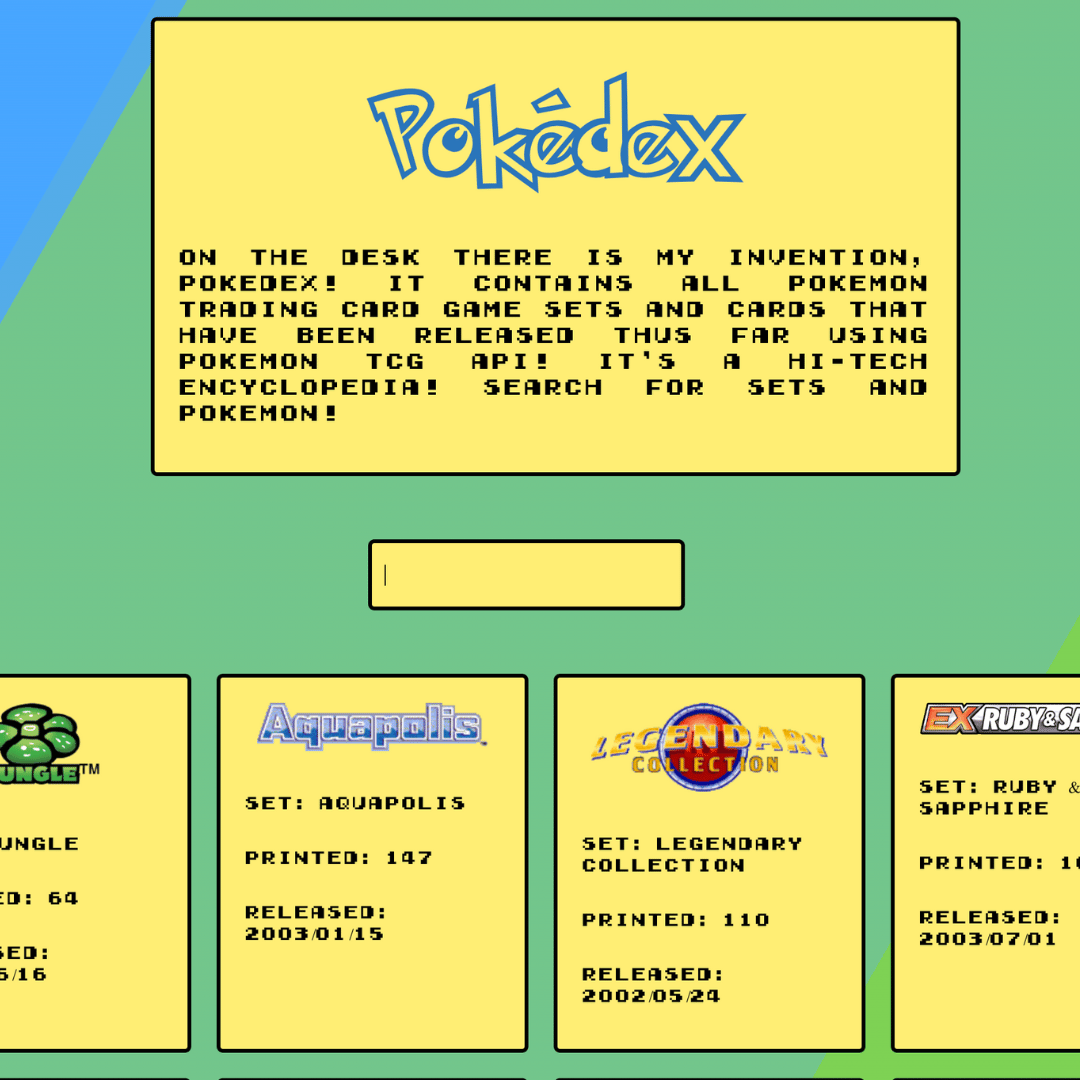 Pokédex
ON THE DESK THERE IS MY INVENTION,
POKEDEX! IT CONTAINS ALL POKEMON
TRADING CARD GAME SETS AND CARDS THAT
HAVE BEEN RELEASED THUS FAR USING
POKEMON TCG API! IT'S A HI-TECH
ENCYCLOPEDIA! SEARCH FOR SETS AND
POKEMON!
UNGLE™
UNGLE
ED: 64
SED:
6/16
Aquapolis
SET: AQUAPOLIS
PRINTED: 147
RELEASED:
2003/01/15
LEGENDARY
COLLECTION
SET: LEGENDARY
COLLECTION
PRINTED: 110
RELEASED:
2002/05/24
EX RUBY&SA
SET: RUBY &
SAPPHIRE
PRINTED: 1
RELEASED:
2003/07/01